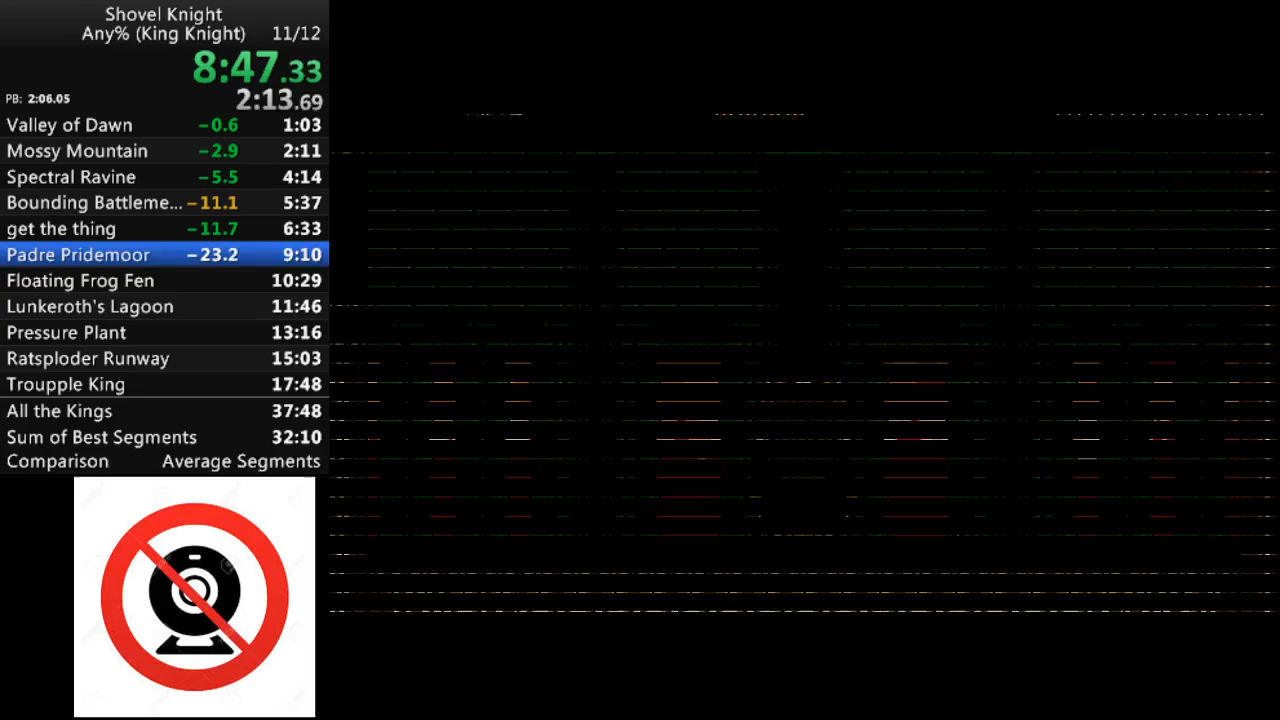 Shovel Knight
Any% (King Knight) 11/12
8:47.33
PB: 2:06.05 2:13.69
Valley of Dawn −0.6 1:03
Mossy Mountain −2.9 2:11
Spectral Ravine −5.5 4:14
Bounding Battleme... −11.1 5:37
get the thing −11.7 6:33
Padre Pridemoor −23.2 9:10
Floating Frog Fen 10:29
Lunkeroth's Lagoon 11:46
Pressure Plant 13:16
Ratsploder Runway 15:03
Troupple King 17:48
All the Kings 37:48
Sum of Best Segments 32:10
Comparison Average Segments